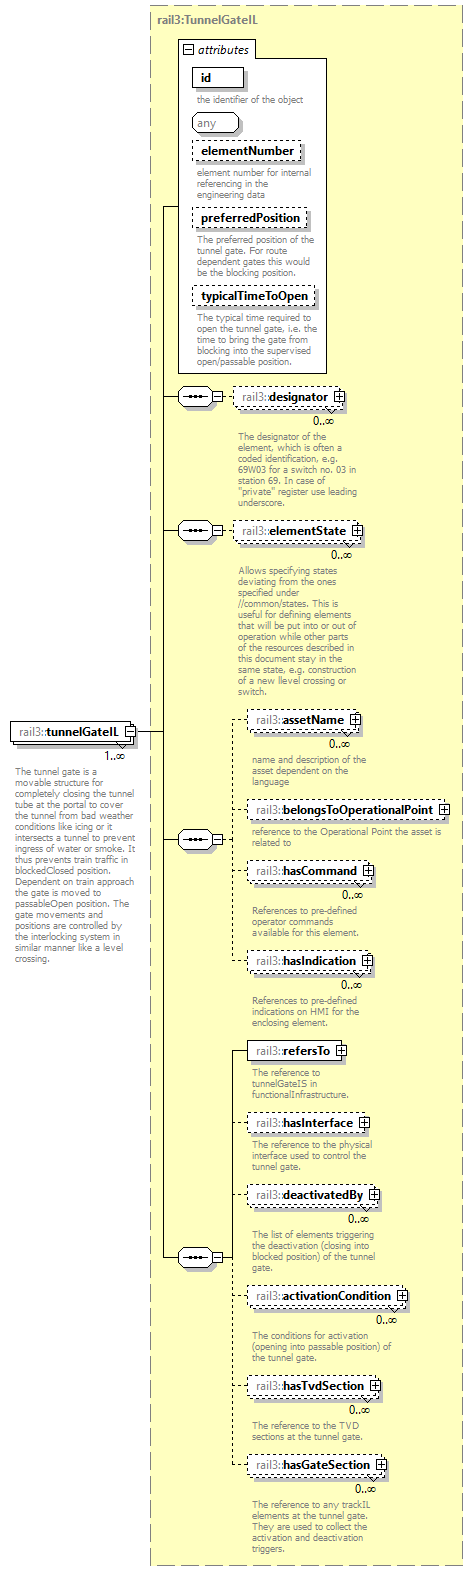 rail3:TunnelGateIL
attributes
id
the identifier of the object
any
elementNumber
element number for internal
referencing in the
engineering data
preferredPosition
The preferred position of the
tunnel gate. For route
dependent gates this would
be the blocking position.
typicalTimeToOpen
The typical time required to
open the tunnel gate, i.e. the
time to bring the gate from
blocking into the supervised
open/passable position.
rail3::designator
0..∞
The designator of the
element, which is often a
coded identification, e.g.
69W03 for a switch no. 03 in
station 69. In case of
"private" register use leading
underscore.
rail3::elementState
0..∞
Allows specifying states
deviating from the ones
specified under
//common/states. This is
useful for defining elements
that will be put into or out of
operation while other parts
of the resources described in
this document stay in the
same state, e.g. construction
of a new llevel crossing or
switch.
rail3::tunnelGateIL
1..∞
The tunnel gate is a
movable structure for
completely closing the tunnel
tube at the portal to cover
the tunnel from bad weather
conditions like icing or it
intersects a tunnel to prevent
ingress of water or smoke. It
thus prevents train traffic in
blockedClosed position.
Dependent on train approach
the gate is moved to
passableOpen position. The
gate movements and
positions are controlled by
the interlocking system in
similar manner like a level
crossing.
rail3::assetName
0..∞
name and description of the
asset dependent on the
language
rail3::belongsToOperationalPoint
reference to the Operational Point the asset is
related to
rail3::hasCommand
0..∞
References to pre-defined
operator commands
available for this element.
rail3::hasIndication
0..∞
References to pre-defined
indications on HMI for the
enclosing element.
rail3::refersTo
The reference to
tunnelGateIS in
functionalInfrastructure.
rail3::hasInterface
The reference to the physical
interface used to control the
tunnel gate.
rail3::deactivatedBy
0..∞
The list of elements triggering
the deactivation (closing into
blocked position) of the tunnel
gate.
rail3::activationCondition
0..∞
The conditions for activation
(opening into passable position) of
the tunnel gate.
rail3::hasTvdSection
0..∞
The reference to the TVD
sections at the tunnel gate.
rail3::hasGateSection
0..∞
The reference to any trackIL
elements at the tunnel gate.
They are used to collect the
activation and deactivation
triggers.